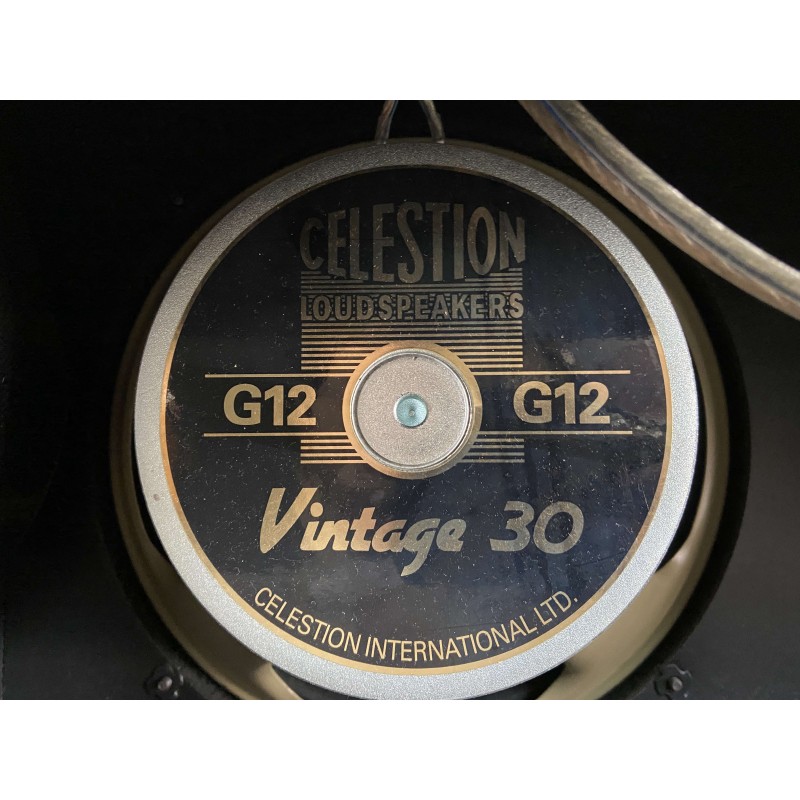 CELESTION
LOUDSPEAKERS
G12 G12
Vintage 30
CELESTION INTERNATIONAL LTD.